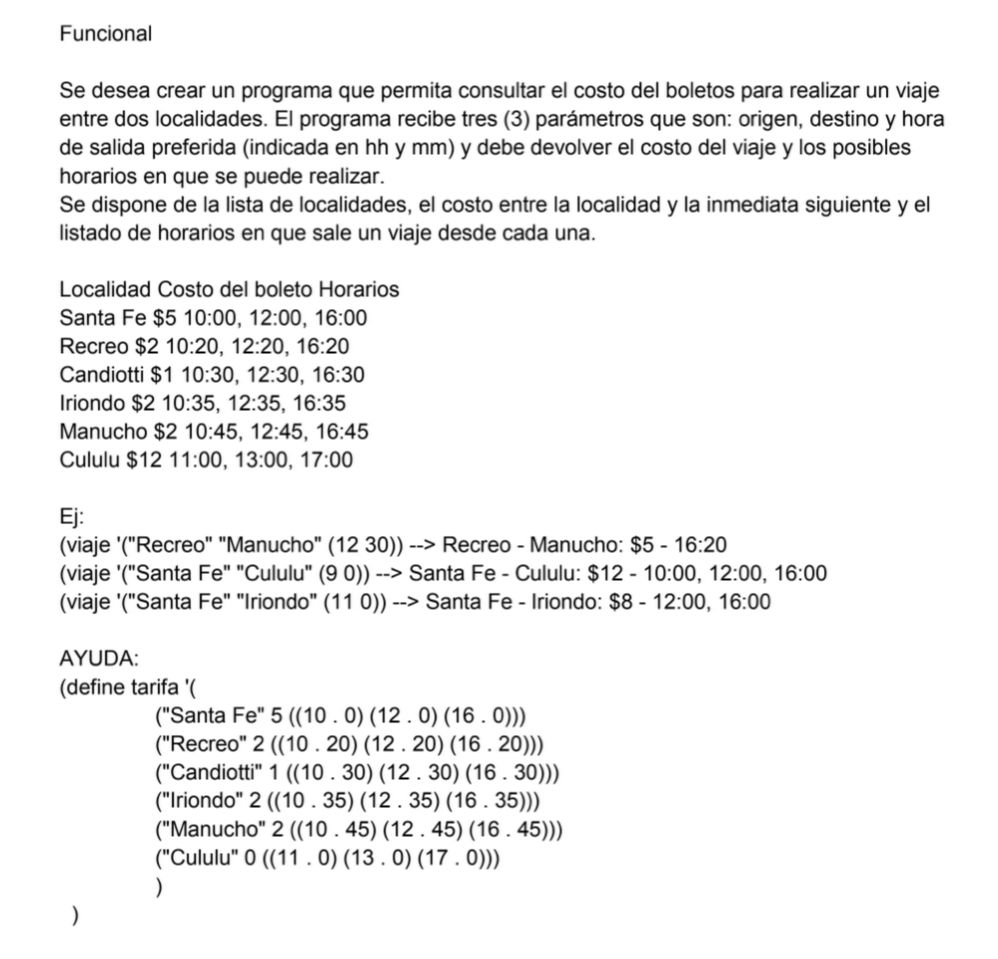 Funcional
Se desea crear un programa que permita consultar el costo del boletos para realizar un viaje
entre dos localidades. El programa recibe tres (3) parámetros que son: origen, destino y hora
de salida preferida (indicada en hh y mm) y debe devolver el costo del viaje y los posibles
horarios en que se puede realizar.
Se dispone de la lista de localidades, el costo entre la localidad y la inmediata siguiente y el
listado de horarios en que sale un viaje desde cada una.
Localidad Costo del boleto Horarios
Santa Fe $5 10:00, 12:00, 16:00
Recreo $2 10:20, 12:20, 16:20
Candiotti $1 10:30, 12:30, 16:30
Iriondo $2 10:35, 12:35, 16:35
Manucho $2 10:45, 12:45, 16:45
Cululu $12 11:00, 13:00, 17:00
Ej:
(viaje '("Recreo" "Manucho" (12 30)) --> Recreo - Manucho: $5 - 16:20
(viaje '("Santa Fe" "Cululu" (9 0)) --> Santa Fe - Cululu: $12 - 10:00, 12:00, 16:00
(viaje '("Santa Fe" "Iriondo" (11 0)) --> Santa Fe - Iriondo: $8 - 12:00, 16:00
AYUDA:
(define tarifa '(
("Santa Fe" 5 ((10 . 0) (12 . 0) (16 . 0)))
("Recreo" 2 ((10 . 20) (12 . 20) (16 . 20)))
("Candiotti" 1 ((10 . 30) (12 . 30) (16 . 30)))
("Iriondo" 2 ((10 . 35) (12 . 35) (16 . 35)))
("Manucho" 2 ((10 . 45) (12 . 45) (16 . 45)))
("Cululu" 0 ((11 . 0) (13 . 0) (17 . 0)))
)
)